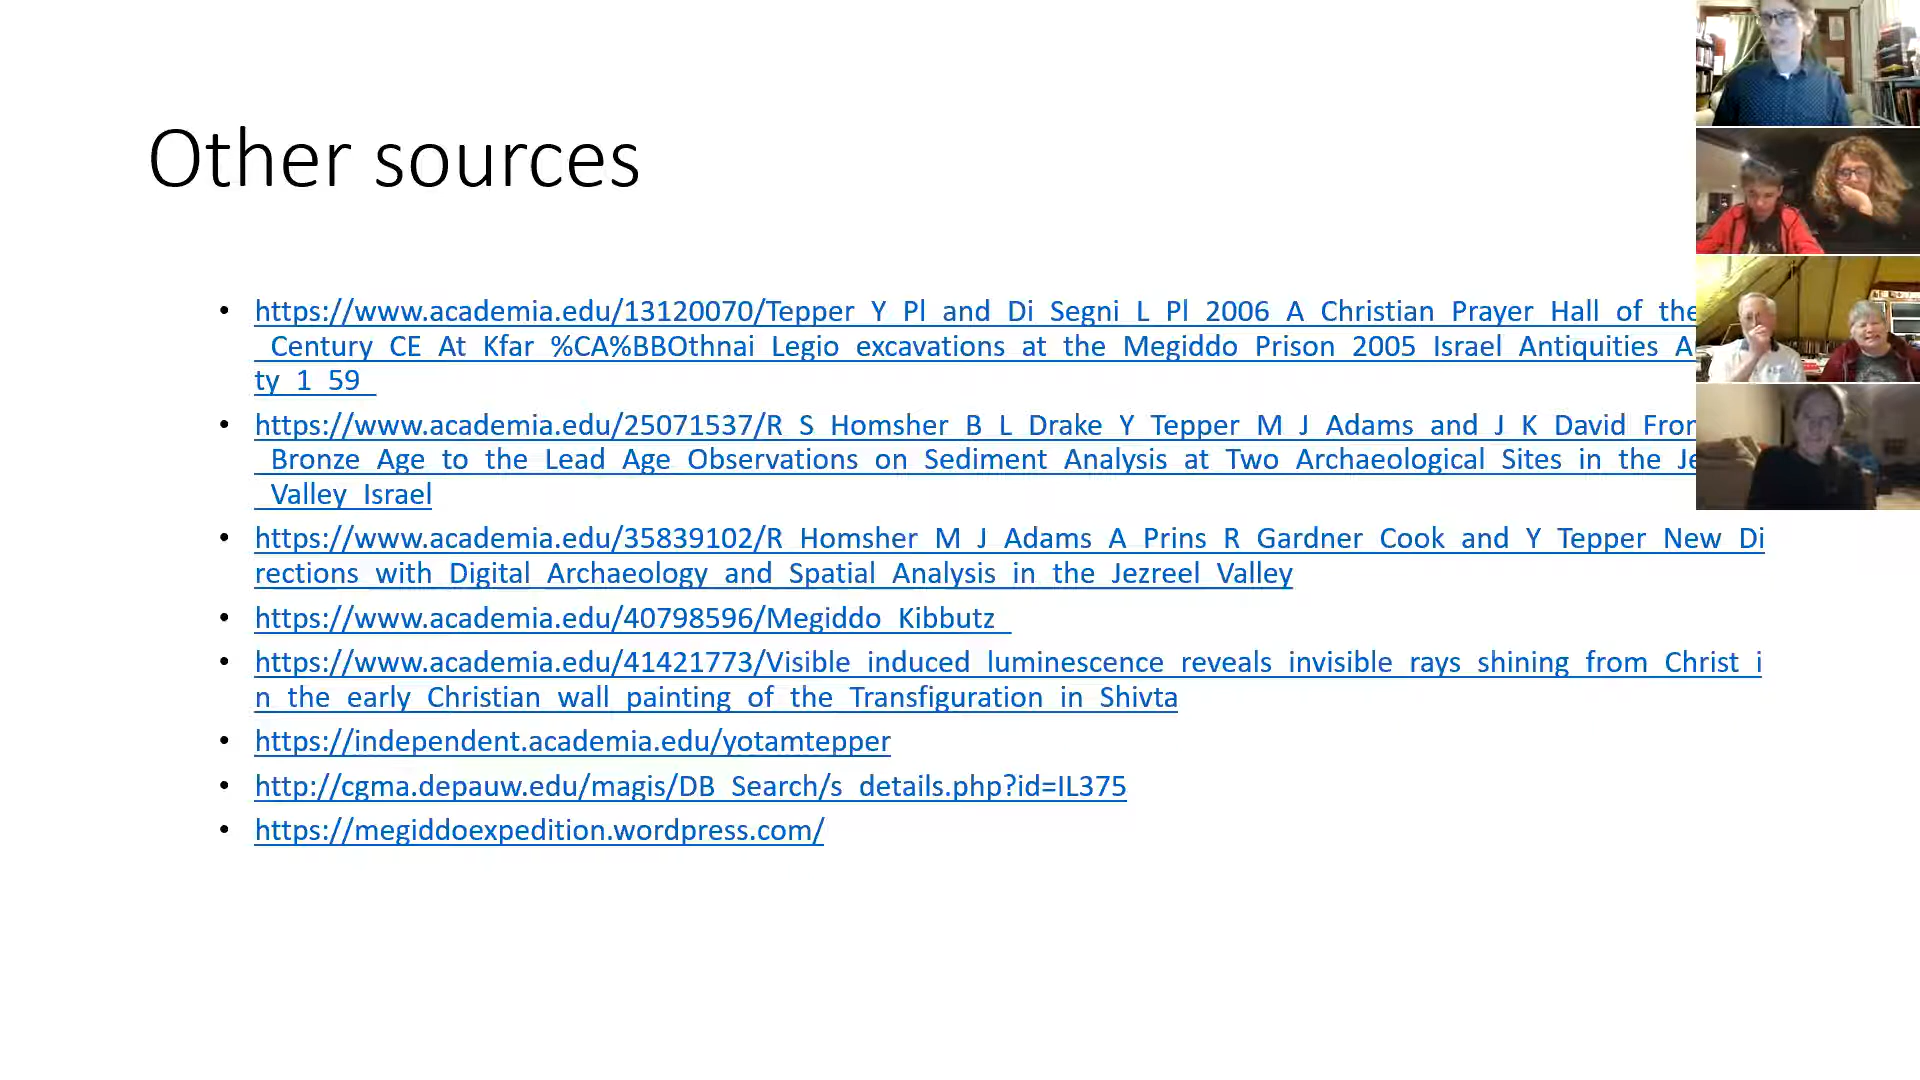 Other sources
• https://www.academia.edu/13120070/Tepper_Y_Pl_and_Di_Segni_L_Pl_2006_A_Christian_Prayer_Hall_of_the
_Century_CE_At_Kfar_%CA%BBOthnai_Legio_excavations_at_the_Megiddo_Prison_2005_Israel_Antiquities_A
ty_1_59_
• https://www.academia.edu/25071537/R_S_Homsher_B_L_Drake_Y_Tepper_M_J_Adams_and_J_K_David_Fro
_Bronze_Age_to_the_Lead_Age_Observations_on_Sediment_Analysis_at_Two_Archaeological_Sites_in_the_Je
_Valley_Israel
• https://www.academia.edu/35839102/R_Homsher_M_J_Adams_A_Prins_R_Gardner_Cook_and_Y_Tepper_New_Di
rections_with_Digital_Archaeology_and_Spatial_Analysis_in_the_Jezreel_Valley
• https://www.academia.edu/40798596/Megiddo_Kibbutz_
• https://www.academia.edu/41421773/Visible_induced_luminescence_reveals_invisible_rays_shining_from_Christ_i
n_the_early_Christian_wall_painting_of_the_Transfiguration_in_Shivta
• https://independent.academia.edu/yotamtepper
• http://cgma.depauw.edu/magis/DB_Search/s_details.php?id=IL375
• https://megiddoexpedition.wordpress.com/